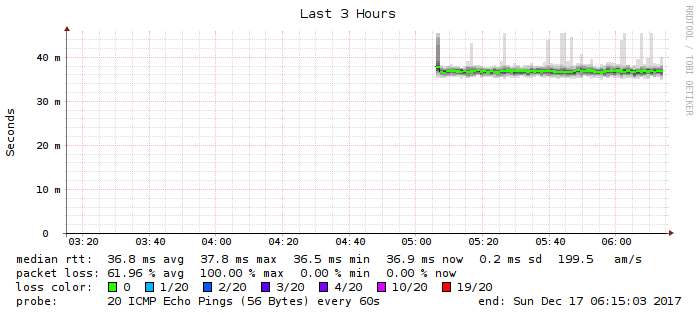 Last 3 Hours
RRDTOOL / TOBI OETIKER
Seconds
40 m
30 m
20 m
10 m
0
03:20 03:40 04:00 04:20 04:40 05:00 05:20 05:40 06:00
median rtt: 36.8 ms avg 37.8 ms max 36.5 ms min 36.9 ms now 0.2 ms sd 199.5 am/s
packet loss: 61.96 % avg 100.00 % max 0.00 % min 0.00 % now
loss color: 0 1/20 2/20 3/20 4/20 10/20 19/20
probe: 20 ICMP Echo Pings (56 Bytes) every 60s end: Sun Dec 17 06:15:03 2017